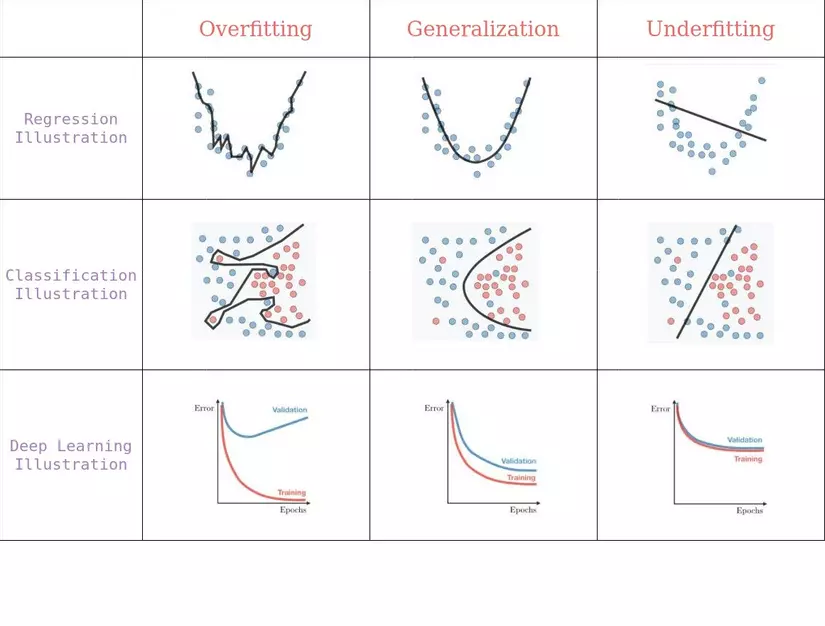 Overfitting
Generalization
Underfitting
Regression
Illustration
Classification
Illustration
Deep Learning
Illustration
Error
Validation
Training
Epochs
Error
Validation
Training
Epochs
Error
Validation
Training
Epochs